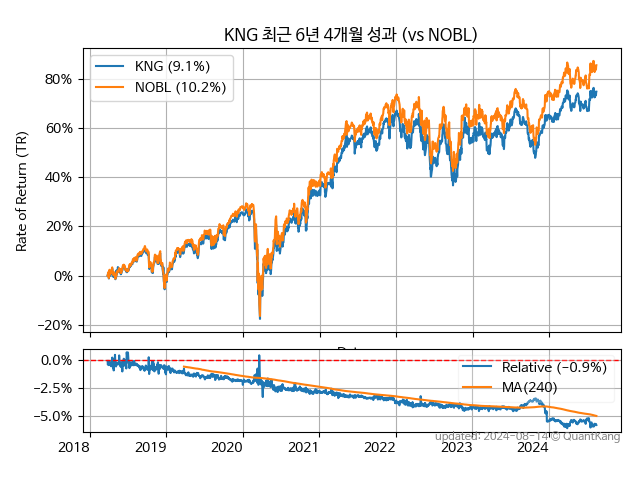 KNG 최근 6년 4개월 성과 (vs NOBL)
KNG (9.1%)
NOBL (10.2%)
Rate of Return (TR)
80%
60%
40%
20%
0%
−20%
0.0%
−2.5%
−5.0%
Relative (−0.9%)
MA(240)
2018 2019 2020 2021 2022 2023 2024
updated: 2024-08-14 © QuantKang